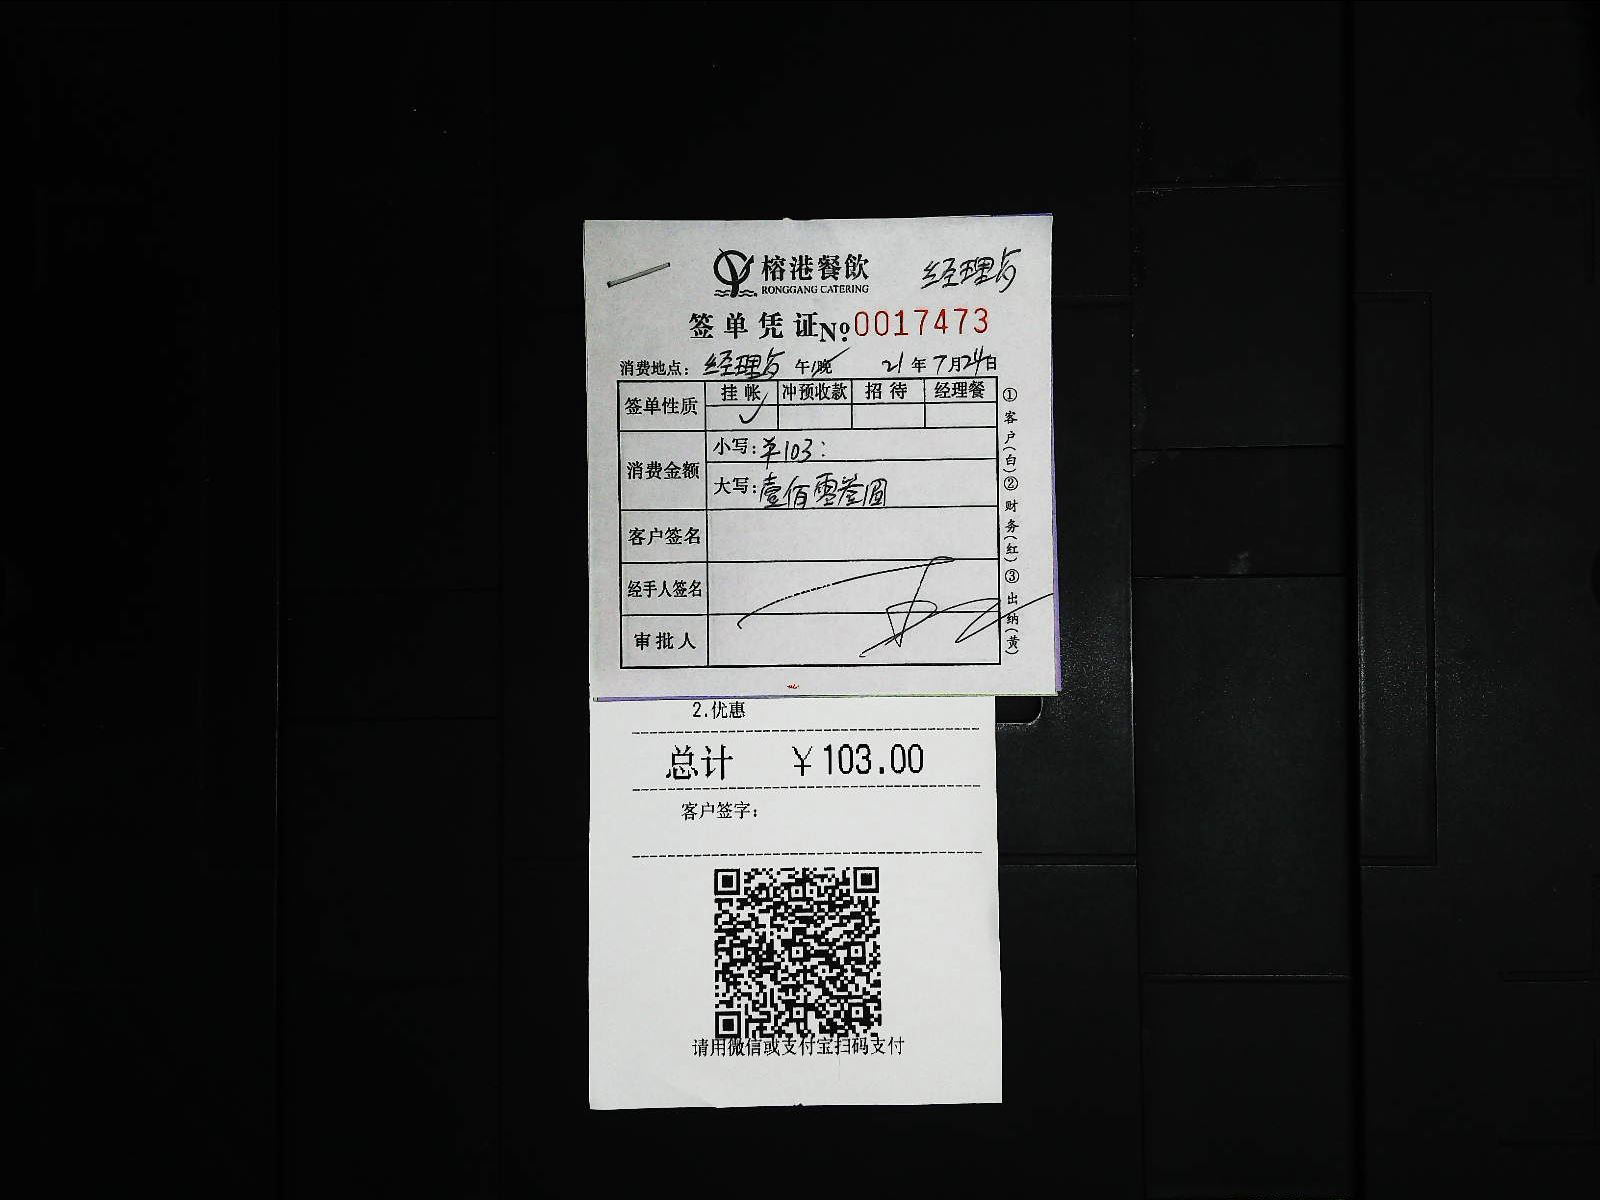 榕港餐飲
RONGGANG CATERING
经理房
签单凭证№0017473
消费地点：经理房 午/晚 21年7月24日
签单性质 挂帐 冲预收款 招待 经理餐
✓
消费金额 小写：￥103：
大写：壹佰零叁圆
客户签名
经手人签名
审批人
①客户(白)②财务(红)③出纳(黄)
2.优惠
总计 ￥103.00
客户签字：
请用微信或支付宝扫码支付